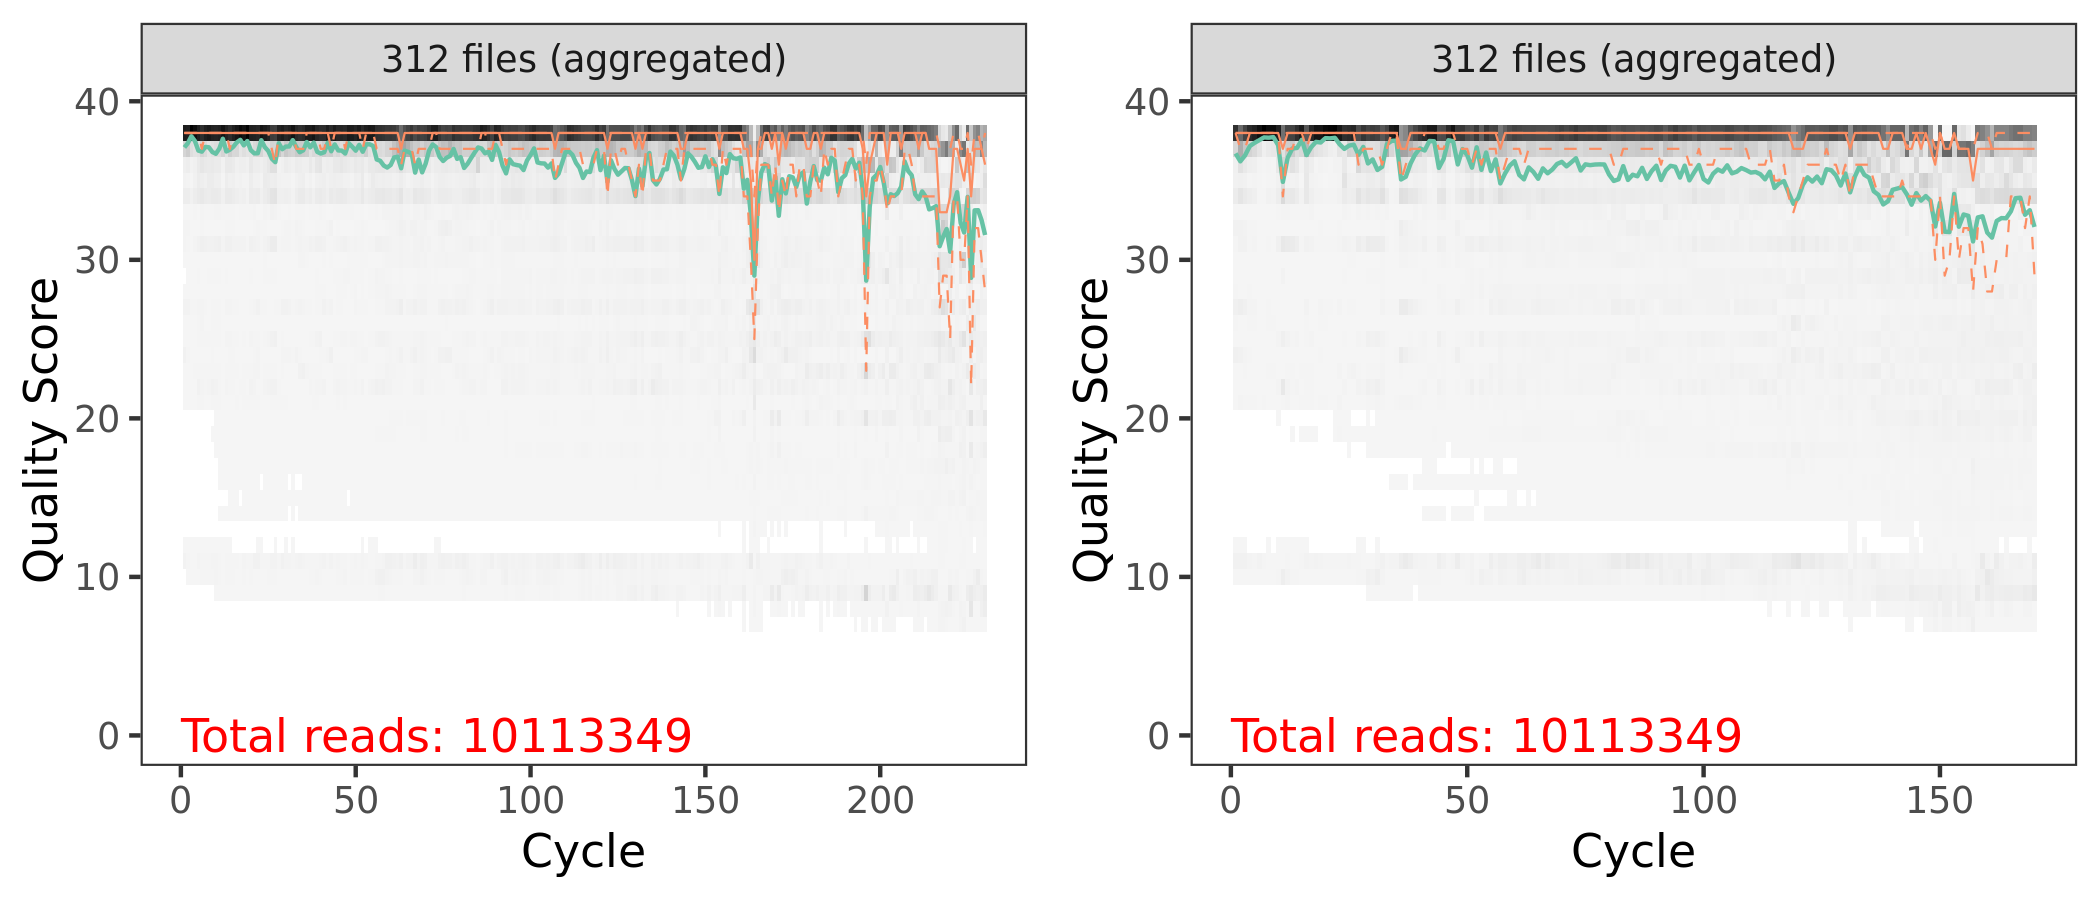 312 files (aggregated)
40
30
20
10
0
Quality Score
Total reads: 10113349
0 50 100 150 200
Cycle
312 files (aggregated)
40
30
20
10
0
Quality Score
Total reads: 10113349
0 50 100 150
Cycle